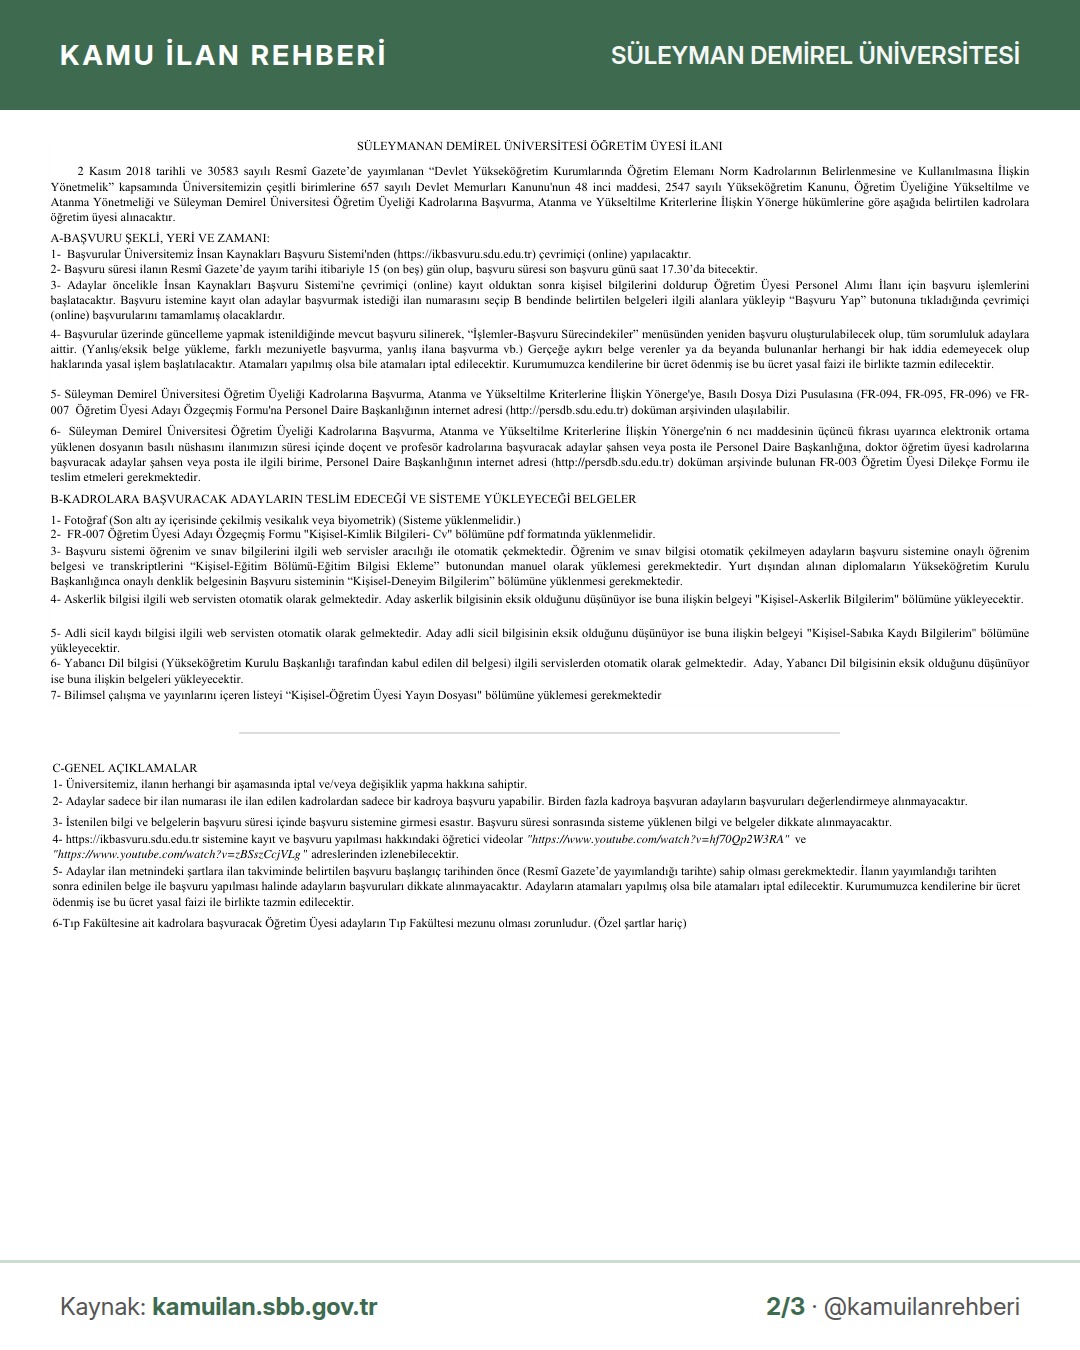 KAMU İLAN REHBERİ
SÜLEYMAN DEMİREL ÜNİVERSİTESİ
SÜLEYMANAN DEMİREL ÜNİVERSİTESİ ÖĞRETİM ÜYESİ İLANI
2 Kasım 2018 tarihli ve 30583 sayılı Resmî Gazete’de yayımlanan “Devlet Yükseköğretim Kurumlarında Öğretim Elemanı Norm Kadrolarının Belirlenmesine ve Kullanılmasına İlişkin
Yönetmelik” kapsamında Üniversitemizin çeşitli birimlerine 657 sayılı Devlet Memurları Kanunu'nun 48 inci maddesi, 2547 sayılı Yükseköğretim Kanunu, Öğretim Üyeliğine Yükseltilme ve
Atanma Yönetmeliği ve Süleyman Demirel Üniversitesi Öğretim Üyeliği Kadrolarına Başvurma, Atanma ve Yükseltilme Kriterlerine İlişkin Yönerge hükümlerine göre aşağıda belirtilen kadrolara
öğretim üyesi alınacaktır.
A-BAŞVURU ŞEKLİ, YERİ VE ZAMANI:
1- Başvurular Üniversitemiz İnsan Kaynakları Başvuru Sistemi'nden (https://ikbasvuru.sdu.edu.tr) çevrimiçi (online) yapılacaktır.
2- Başvuru süresi ilanın Resmî Gazete’de yayım tarihi itibariyle 15 (on beş) gün olup, başvuru süresi son başvuru günü saat 17.30’da bitecektir.
3- Adaylar öncelikle İnsan Kaynakları Başvuru Sistemi'ne çevrimiçi (online) kayıt olduktan sonra kişisel bilgilerini doldurup Öğretim Üyesi Personel Alımı İlanı için başvuru işlemlerini
başlatacaktır. Başvuru istemine kayıt olan adaylar başvurmak istediği ilan numarasını seçip B bendinde belirtilen belgeleri ilgili alanlara yükleyip “Başvuru Yap” butonuna tıkladığında çevrimiçi
(online) başvurularını tamamlamış olacaklardır.
4- Başvurular üzerinde güncelleme yapmak istenildiğinde mevcut başvuru silinerek, “İşlemler-Başvuru Sürecindekiler” menüsünden yeniden başvuru oluşturulabilecek olup, tüm sorumluluk adaylara
aittir. (Yanlış/eksik belge yükleme, farklı mezuniyetle başvurma, yanlış ilana başvurma vb.) Gerçeğe aykırı belge verenler ya da beyanda bulunanlar herhangi bir hak iddia edemeyecek olup
haklarında yasal işlem başlatılacaktır. Atamaları yapılmış olsa bile atamaları iptal edilecektir. Kurumumuzca kendilerine bir ücret ödenmiş ise bu ücret yasal faizi ile birlikte tazmin edilecektir.
5- Süleyman Demirel Üniversitesi Öğretim Üyeliği Kadrolarına Başvurma, Atanma ve Yükseltilme Kriterlerine İlişkin Yönerge'ye, Basılı Dosya Dizi Pusulasına (FR-094, FR-095, FR-096) ve FR-
007 Öğretim Üyesi Adayı Özgeçmiş Formu'na Personel Daire Başkanlığının internet adresi (http://persdb.sdu.edu.tr) doküman arşivinden ulaşılabilir.
6- Süleyman Demirel Üniversitesi Öğretim Üyeliği Kadrolarına Başvurma, Atanma ve Yükseltilme Kriterlerine İlişkin Yönerge'nin 6 ncı maddesinin üçüncü fıkrası uyarınca elektronik ortama
yüklenen dosyanın basılı nüshasını ilanımızın süresi içinde doçent ve profesör kadrolarına başvuracak adaylar şahsen veya posta ile Personel Daire Başkanlığına, doktor öğretim üyesi kadrolarına
başvuracak adaylar şahsen veya posta ile ilgili birime, Personel Daire Başkanlığının internet adresi (http://persdb.sdu.edu.tr) doküman arşivinde bulunan FR-003 Öğretim Üyesi Dilekçe Formu ile
teslim etmeleri gerekmektedir.
B-KADROLARA BAŞVURACAK ADAYLARIN TESLİM EDECEĞİ VE SİSTEME YÜKLEYECEĞİ BELGELER
1- Fotoğraf (Son altı ay içerisinde çekilmiş vesikalık veya biyometrik) (Sisteme yüklenmelidir.)
2- FR-007 Öğretim Üyesi Adayı Özgeçmiş Formu "Kişisel-Kimlik Bilgileri- Cv" bölümüne pdf formatında yüklenmelidir.
3- Başvuru sistemi öğrenim ve sınav bilgilerini ilgili web servisler aracılığı ile otomatik çekmektedir. Öğrenim ve sınav bilgisi otomatik çekilmeyen adayların başvuru sistemine onaylı öğrenim
belgesi ve transkriptlerini “Kişisel-Eğitim Bölümü-Eğitim Bilgisi Ekleme” butonundan manuel olarak yüklemesi gerekmektedir. Yurt dışından alınan diplomaların Yükseköğretim Kurulu
Başkanlığınca onaylı denklik belgesinin Başvuru sisteminin “Kişisel-Deneyim Bilgilerim” bölümüne yüklenmesi gerekmektedir.
4- Askerlik bilgisi ilgili web servisten otomatik olarak gelmektedir. Aday askerlik bilgisinin eksik olduğunu düşünüyor ise buna ilişkin belgeyi "Kişisel-Askerlik Bilgilerim" bölümüne yükleyecektir.
5- Adli sicil kaydı bilgisi ilgili web servisten otomatik olarak gelmektedir. Aday adli sicil bilgisinin eksik olduğunu düşünüyor ise buna ilişkin belgeyi "Kişisel-Sabıka Kaydı Bilgilerim" bölümüne
yükleyecektir.
6- Yabancı Dil bilgisi (Yükseköğretim Kurulu Başkanlığı tarafından kabul edilen dil belgesi) ilgili servislerden otomatik olarak gelmektedir. Aday, Yabancı Dil bilgisinin eksik olduğunu düşünüyor
ise buna ilişkin belgeleri yükleyecektir.
7- Bilimsel çalışma ve yayınlarını içeren listeyi “Kişisel-Öğretim Üyesi Yayın Dosyası" bölümüne yüklemesi gerekmektedir
C-GENEL AÇIKLAMALAR
1- Üniversitemiz, ilanın herhangi bir aşamasında iptal ve/veya değişiklik yapma hakkına sahiptir.
2- Adaylar sadece bir ilan numarası ile ilan edilen kadrolardan sadece bir kadroya başvuru yapabilir. Birden fazla kadroya başvuran adayların başvuruları değerlendirmeye alınmayacaktır.
3- İstenilen bilgi ve belgelerin başvuru süresi içinde başvuru sistemine girmesi esastır. Başvuru süresi sonrasında sisteme yüklenen bilgi ve belgeler dikkate alınmayacaktır.
4- https://ikbasvuru.sdu.edu.tr sistemine kayıt ve başvuru yapılması hakkındaki öğretici videolar "https://www.youtube.com/watch?v=hf70Qp2W3RA" ve
"https://www.youtube.com/watch?v=zBSszCcjVLg " adreslerinden izlenebilecektir.
5- Adaylar ilan metnindeki şartlara ilan takviminde belirtilen başvuru başlangıç tarihinden önce (Resmî Gazete’de yayımlandığı tarihte) sahip olması gerekmektedir. İlanın yayımlandığı tarihten
sonra edinilen belge ile başvuru yapılması halinde adayların başvuruları dikkate alınmayacaktır. Adayların atamaları yapılmış olsa bile atamaları iptal edilecektir. Kurumumuzca kendilerine bir ücret
ödenmiş ise bu ücret yasal faizi ile birlikte tazmin edilecektir.
6-Tıp Fakültesine ait kadrolara başvuracak Öğretim Üyesi adayların Tıp Fakültesi mezunu olması zorunludur. (Özel şartlar hariç)
Kaynak: kamuilan.sbb.gov.tr
2/3 · @kamuilanrehberi